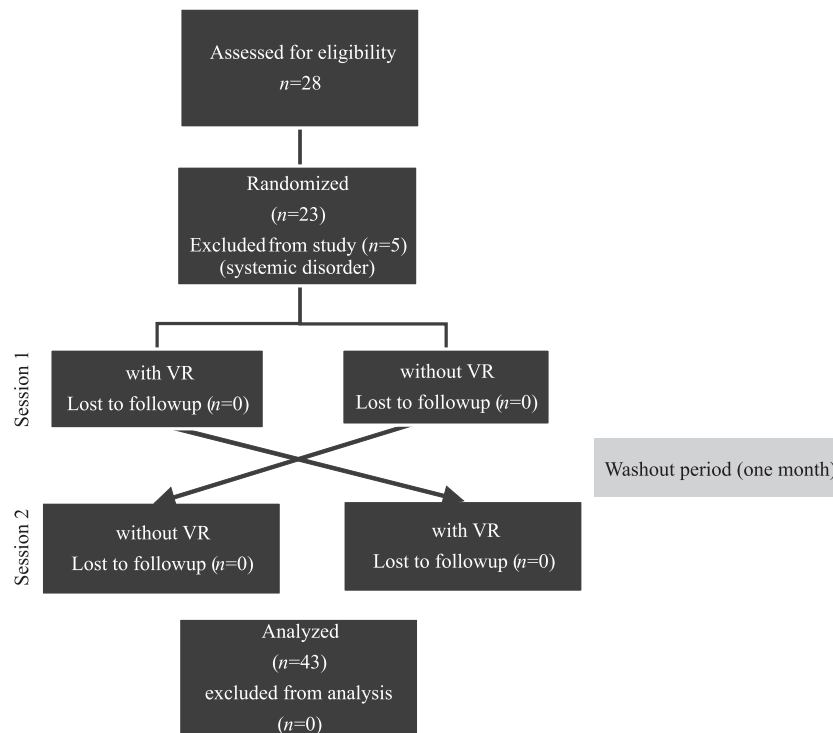 Assessed for eligibility
n=28
Randomized
(n=23)
Excluded from study (n=5)
(systemic disorder)
Session 1
with VR
Lost to followup (n=0)
without VR
Lost to followup (n=0)
Washout period (one month)
Session 2
without VR
Lost to followup (n=0)
with VR
Lost to followup (n=0)
Analyzed
(n=43)
excluded from analysis
(n=0)